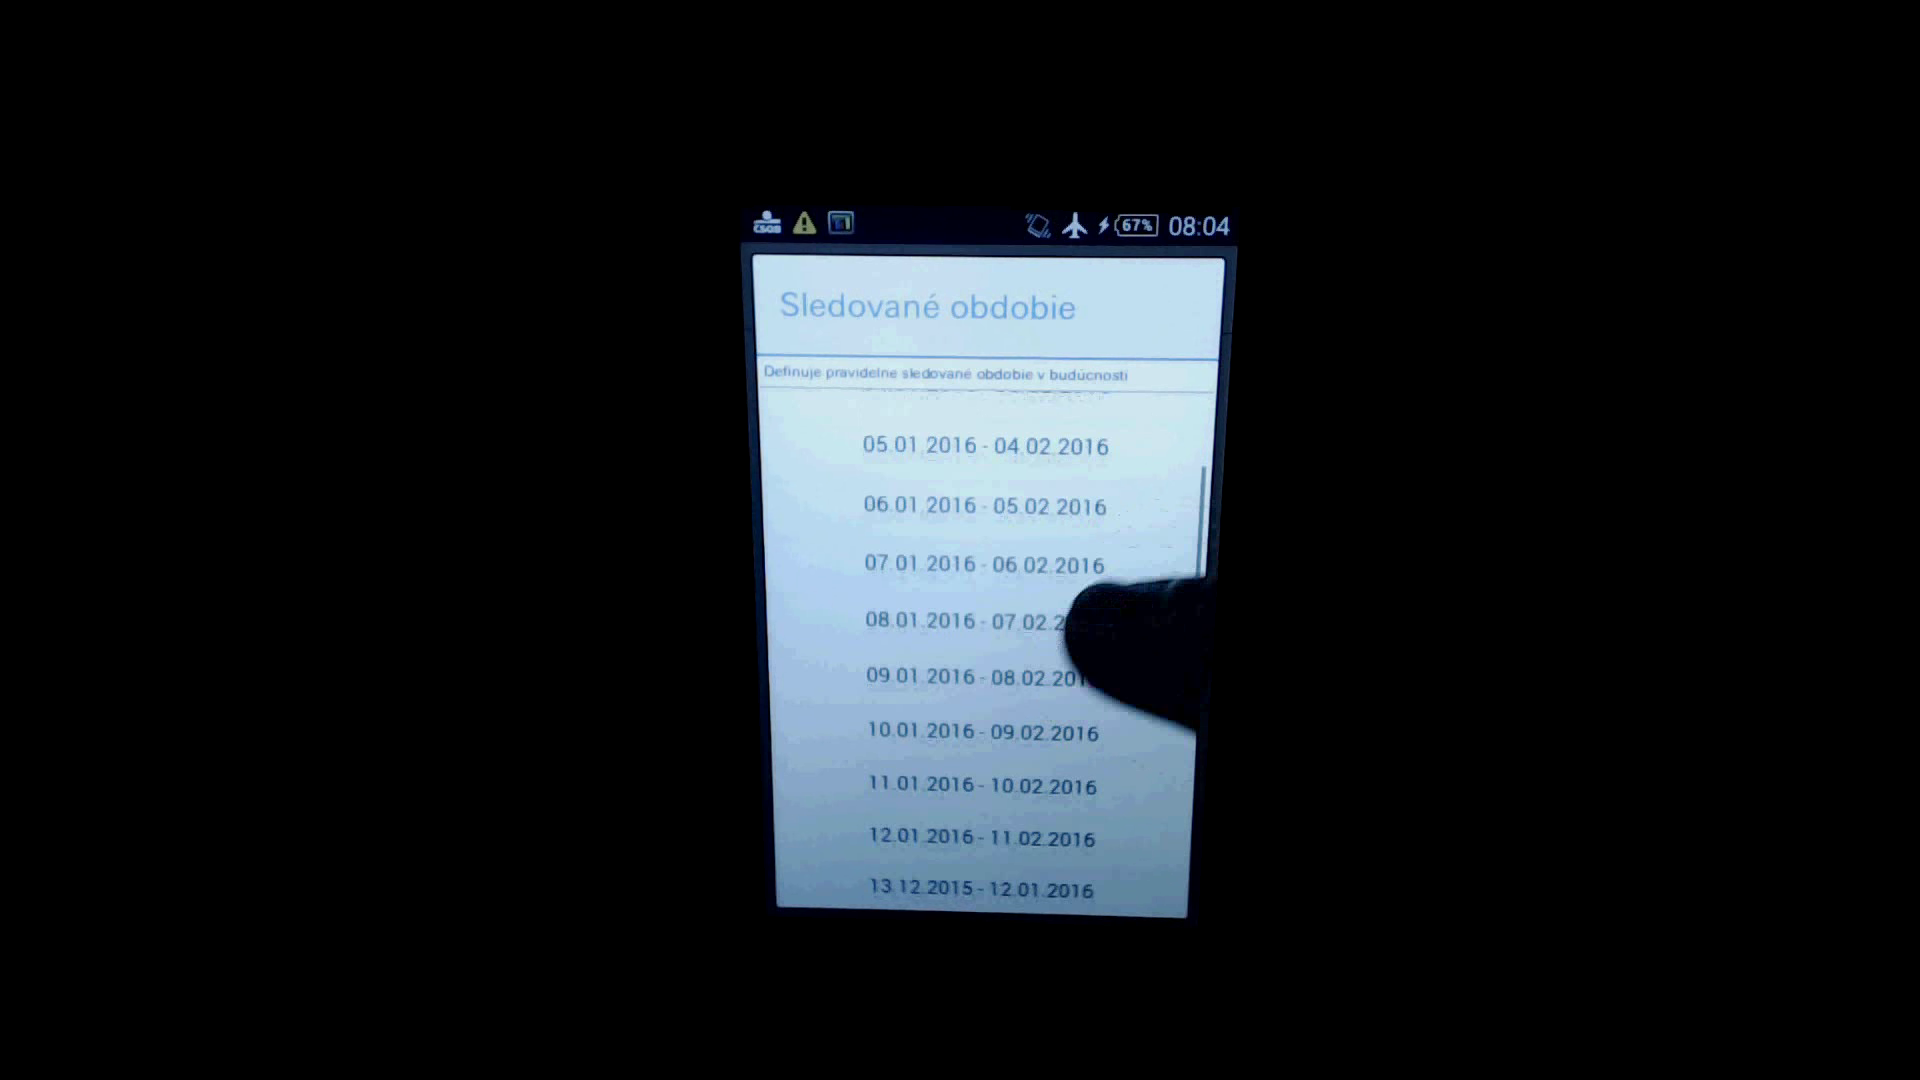 ČSOB
67% 08:04
Sledované obdobie
Definuje pravidelne sledované obdobie v budúcnosti
05.01.2016 - 04.02.2016
06.01.2016 - 05.02.2016
07.01.2016 - 06.02.2016
08.01.2016 - 07.02.2
09.01.2016 - 08.02.201
10.01.2016 - 09.02.2016
11.01.2016 - 10.02.2016
12.01.2016 - 11.02.2016
13.12.2015 - 12.01.2016